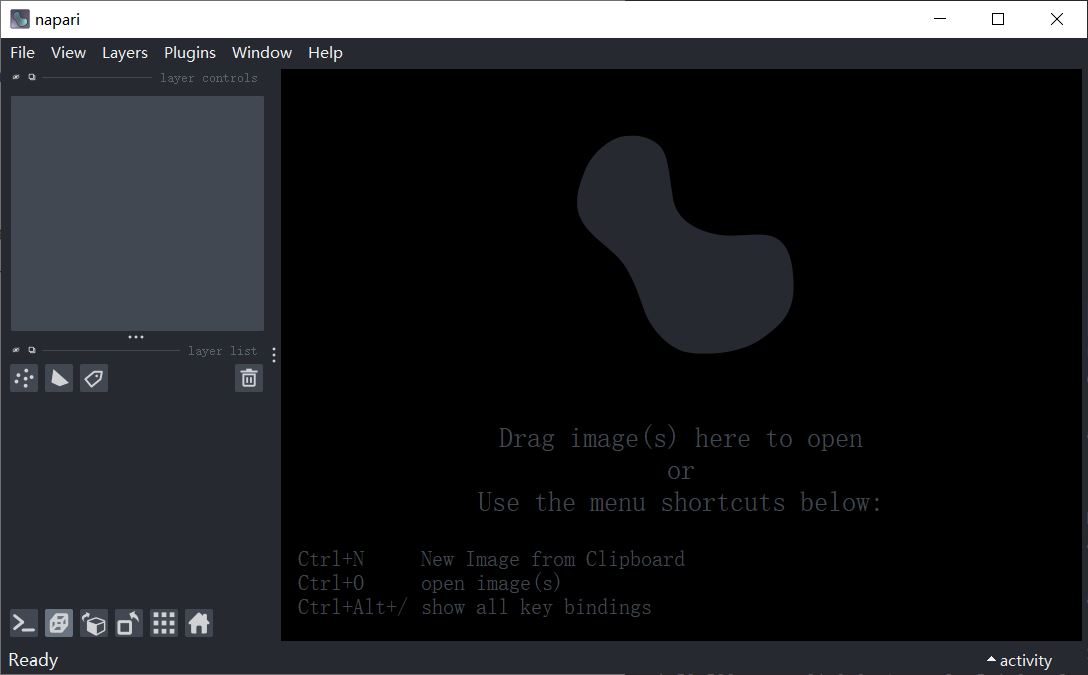 napari
File View Layers Plugins Window Help
layer controls
layer list
Drag image(s) here to open
or
Use the menu shortcuts below:
Ctrl+N New Image from Clipboard
Ctrl+O open image(s)
Ctrl+Alt+/ show all key bindings
Ready
activity